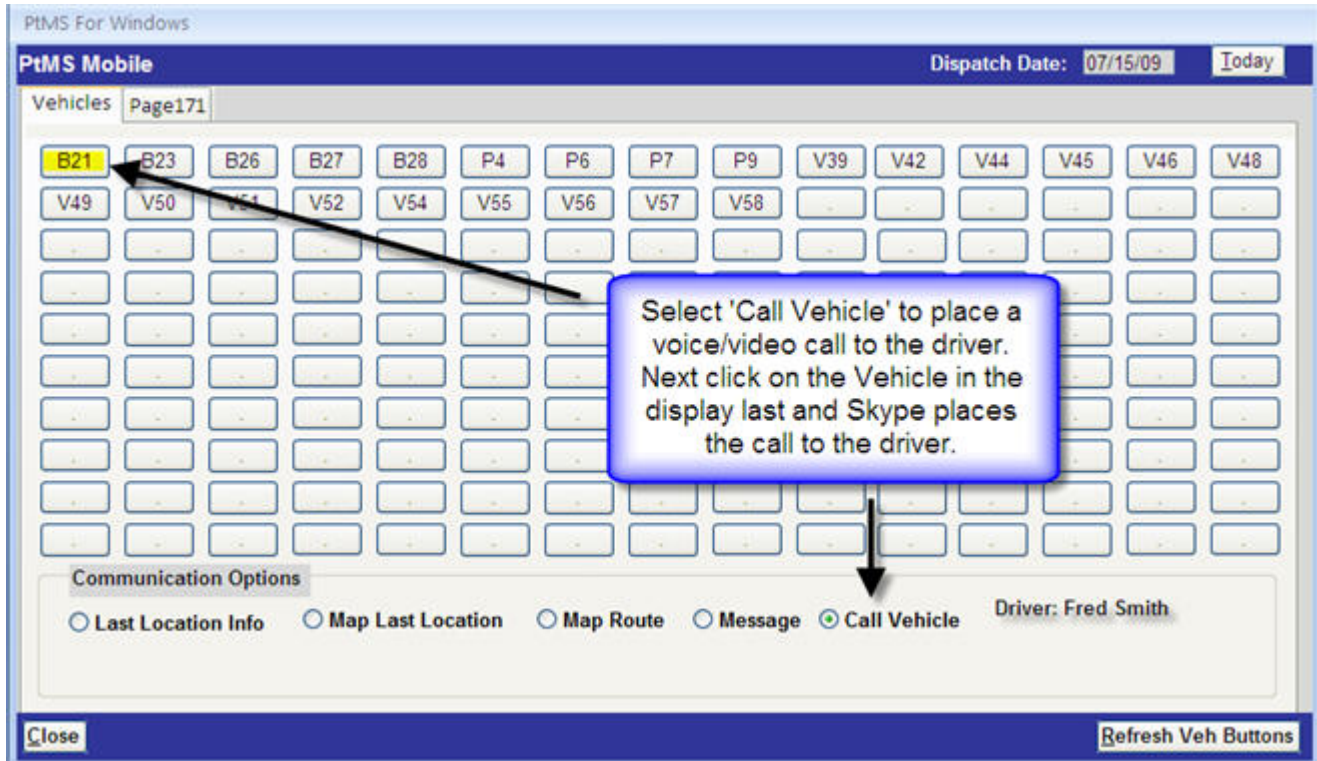 PtMS For Windows
PtMS Mobile Dispatch Date: 07/15/09 Today
Vehicles Page171
B21 B23 B26 B27 B28 P4 P6 P7 P9 V39 V42 V44 V45 V46 V48
V49 V50 V51 V52 V54 V55 V56 V57 V58
Select 'Call Vehicle' to place a
voice/video call to the driver.
Next click on the Vehicle in the
display last and Skype places
the call to the driver.
Communication Options
Last Location Info Map Last Location Map Route Message Call Vehicle Driver: Fred Smith
Close Refresh Veh Buttons